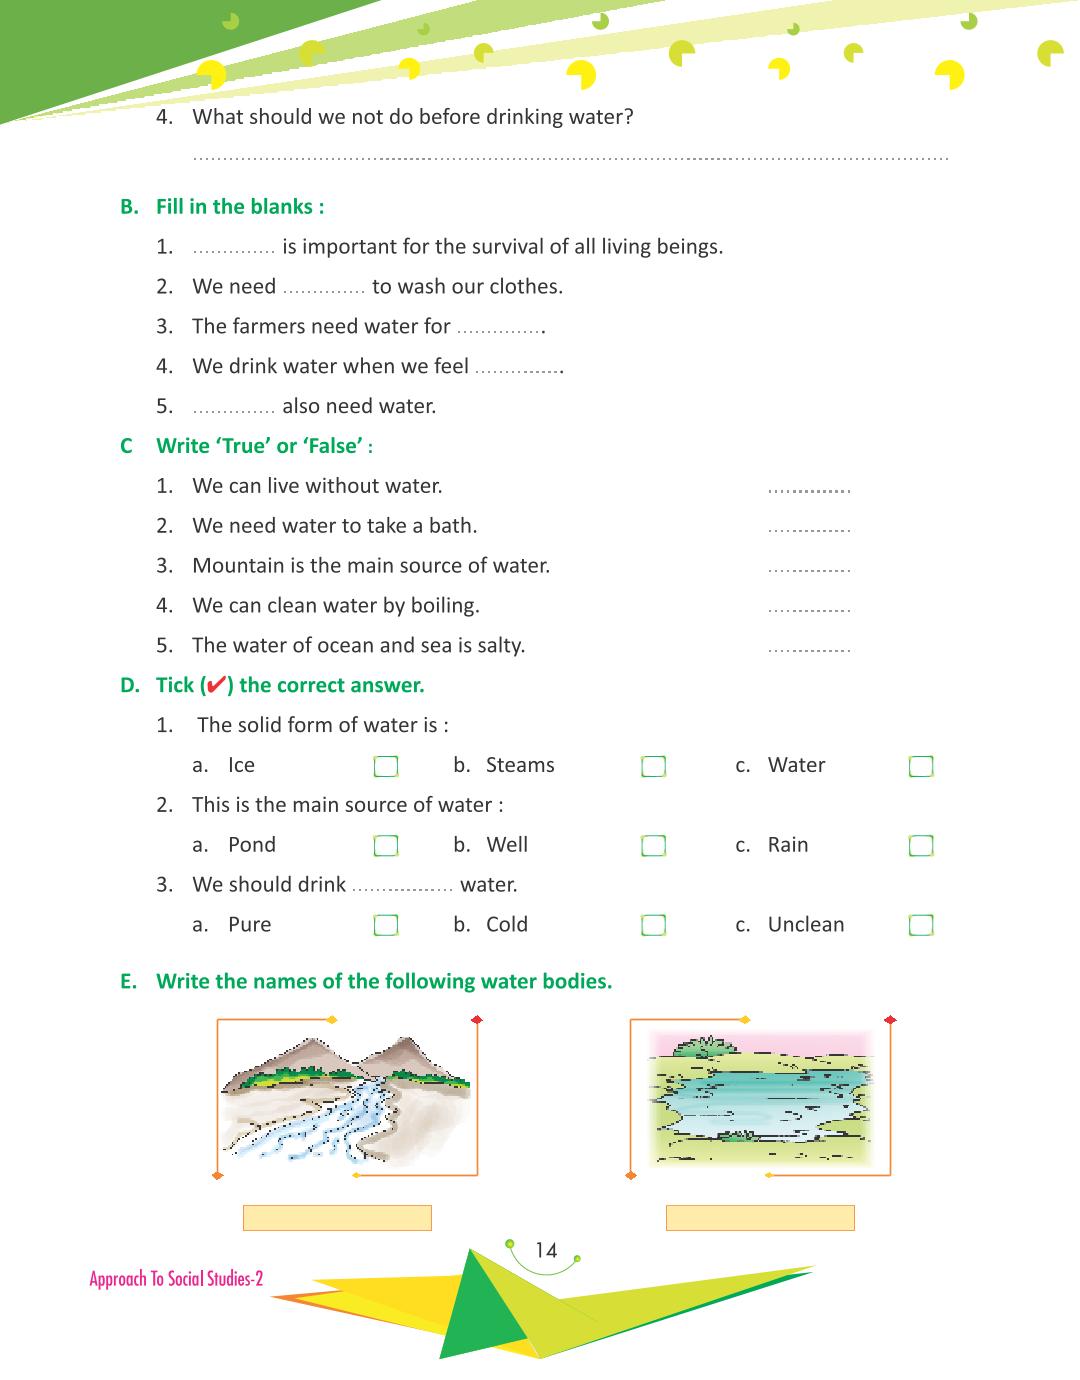 4. What should we not do before drinking water?
................................................................................................................................
B. Fill in the blanks :
1. .............. is important for the survival of all living beings.
2. We need .............. to wash our clothes.
3. The farmers need water for ...............
4. We drink water when we feel ...............
5. .............. also need water.
C Write ‘True’ or ‘False’ :
1. We can live without water. ..............
2. We need water to take a bath. ..............
3. Mountain is the main source of water. ..............
4. We can clean water by boiling. ..............
5. The water of ocean and sea is salty. ..............
D. Tick (✔) the correct answer.
1. The solid form of water is :
a. Ice b. Steams c. Water
2. This is the main source of water :
a. Pond b. Well c. Rain
3. We should drink ................. water.
a. Pure b. Cold c. Unclean
E. Write the names of the following water bodies.
14
Approach To Social Studies-2